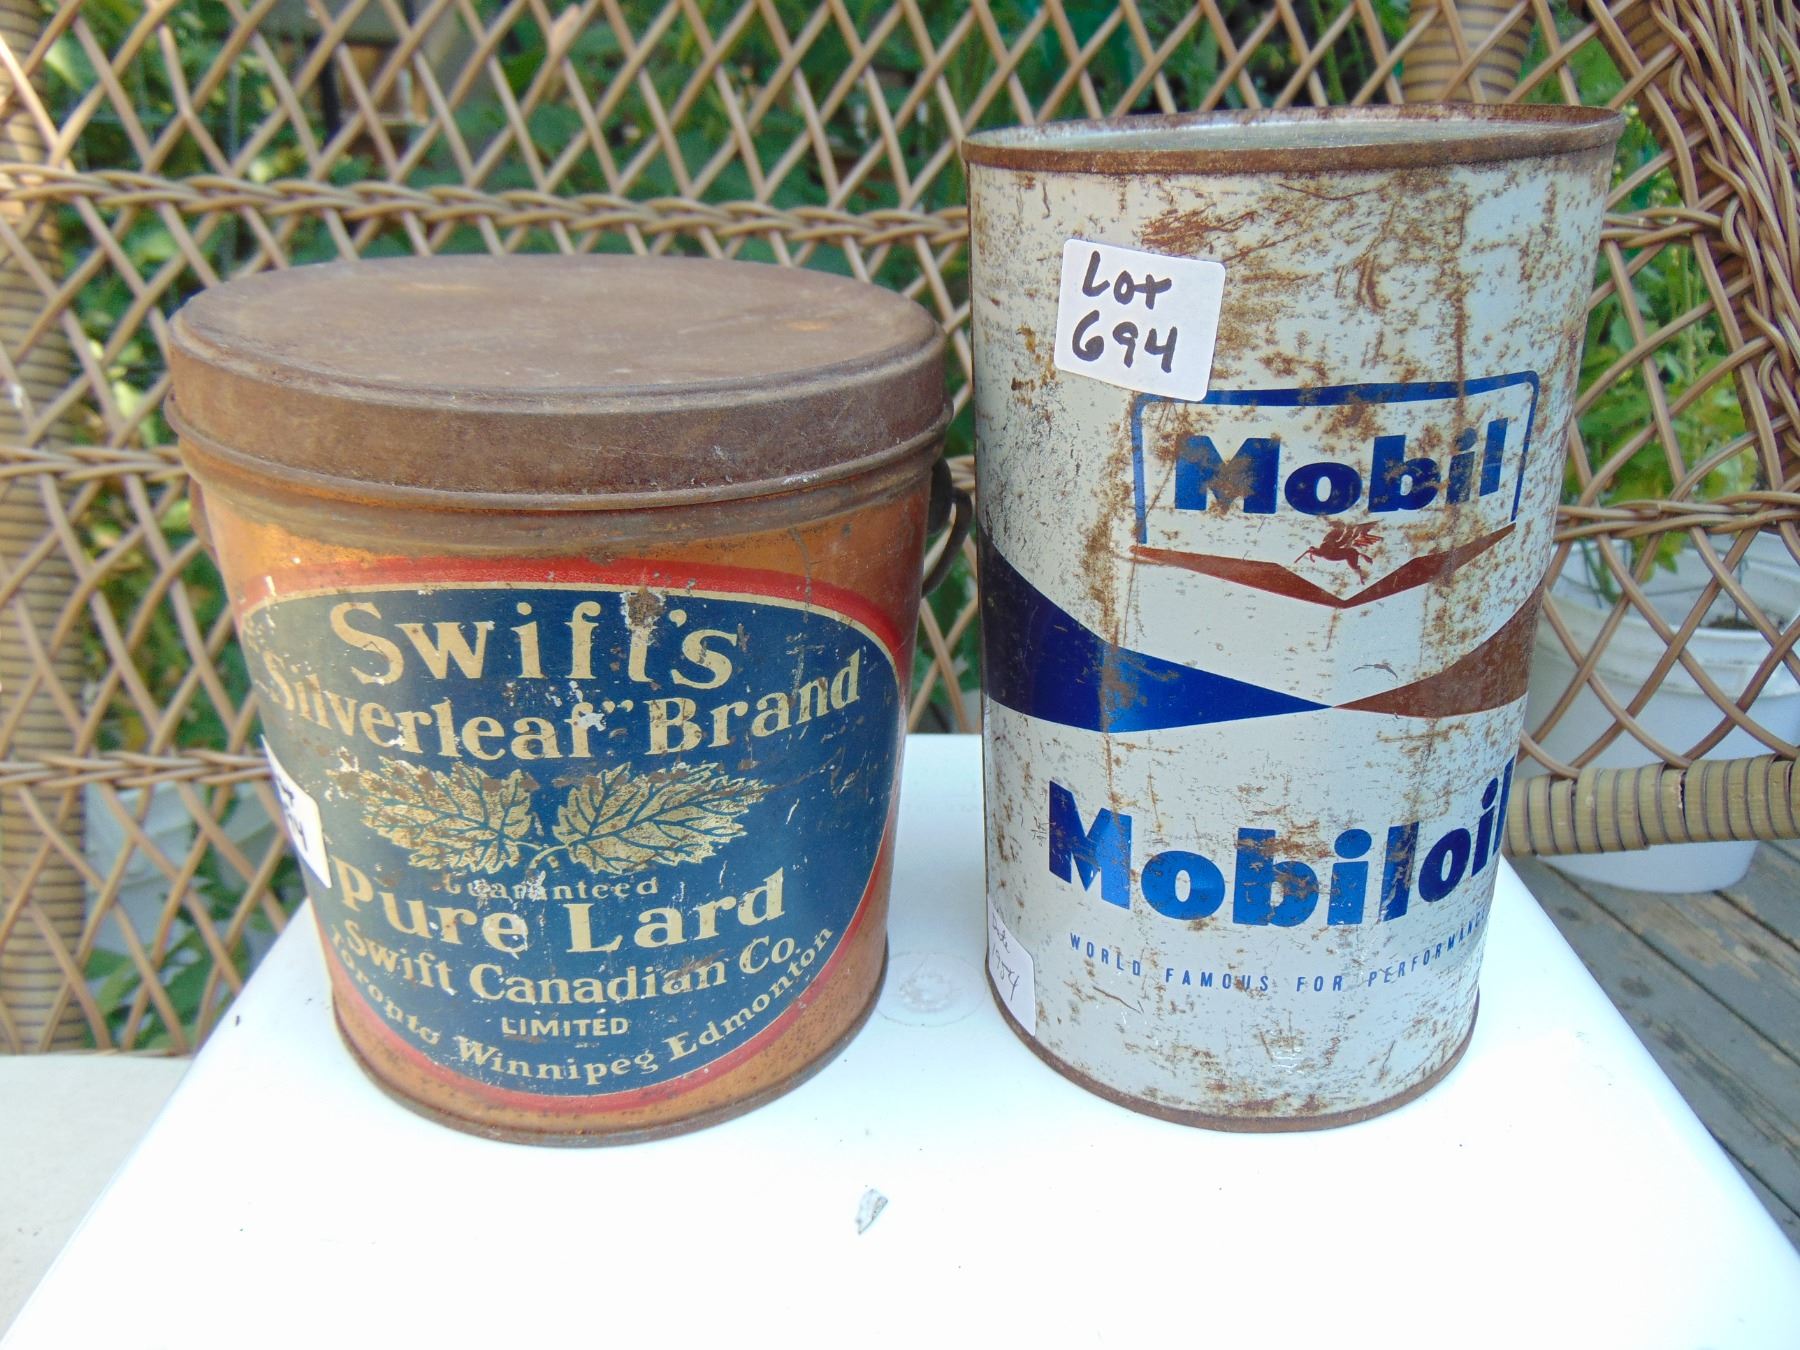 Swift's
"Silverleaf" Brand
Guaranteed
Pure Lard
Swift Canadian Co.
LIMITED
Toronto Winnipeg Edmonton
Lot
694
Mobil
Mobiloil
WORLD FAMOUS FOR PERFORMANCE